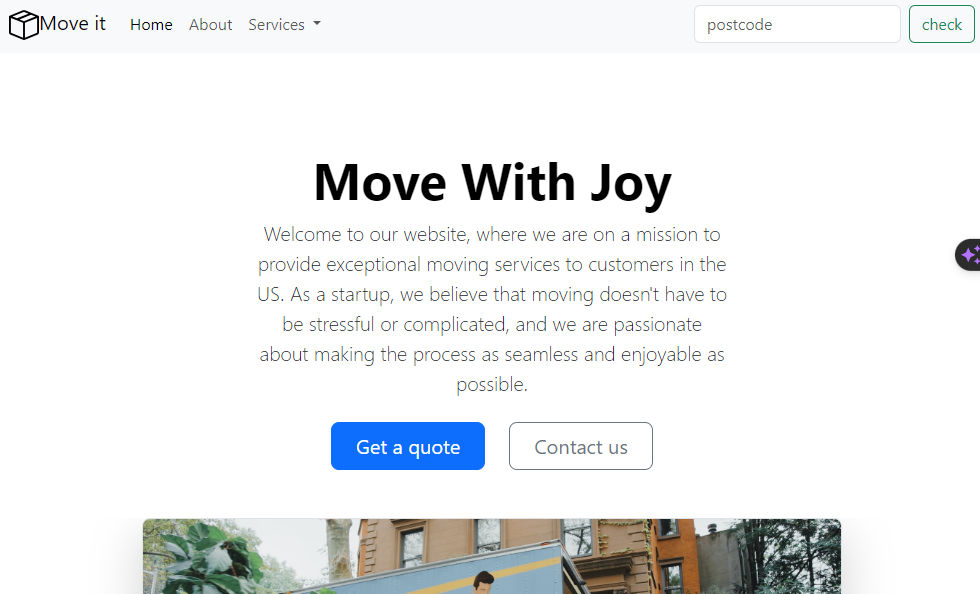 Move it Home About Services postcode check
Move With Joy
Welcome to our website, where we are on a mission to
provide exceptional moving services to customers in the
US. As a startup, we believe that moving doesn't have to
be stressful or complicated, and we are passionate
about making the process as seamless and enjoyable as
possible.
Get a quote Contact us